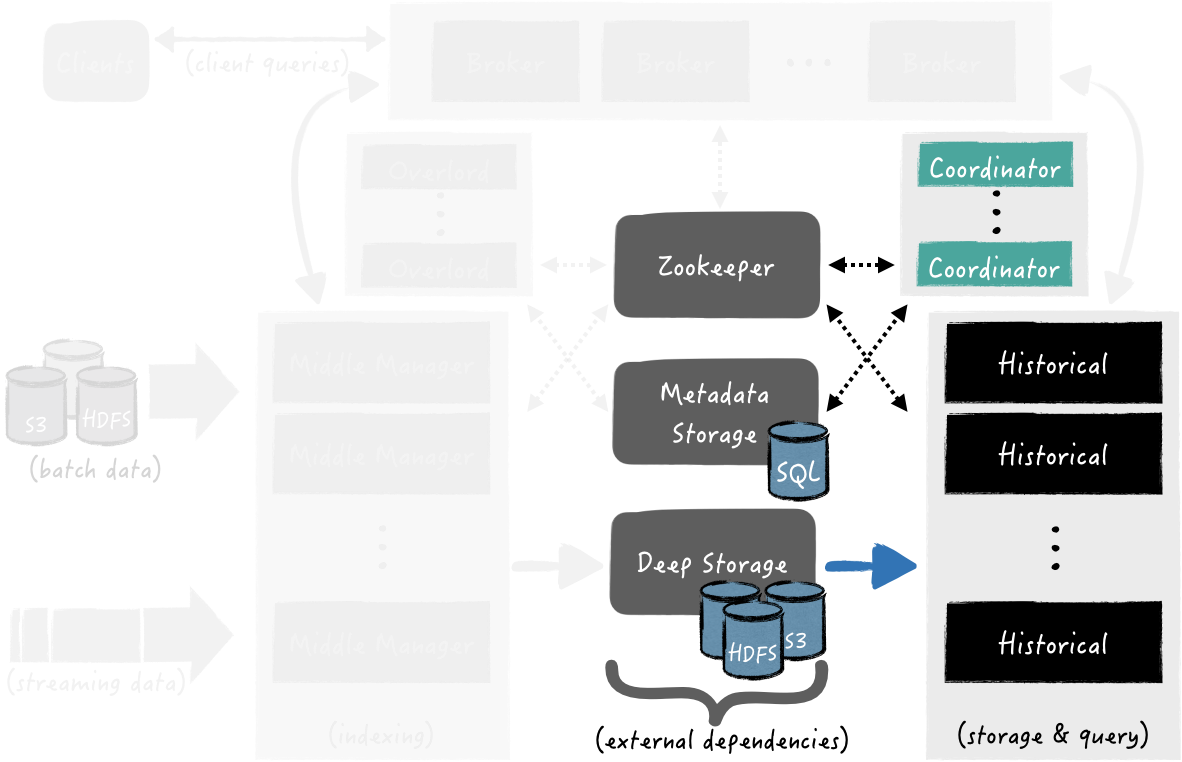 Clients
(client queries)
Broker
Broker
Broker
Overlord
Overlord
Zookeeper
Coordinator
Coordinator
S3
HDFS
(batch data)
(streaming data)
Middle Manager
Middle Manager
Middle Manager
(indexing)
Metadata
Storage
SQL
Deep Storage
HDFS
S3
(external dependencies)
Historical
Historical
Historical
(storage & query)